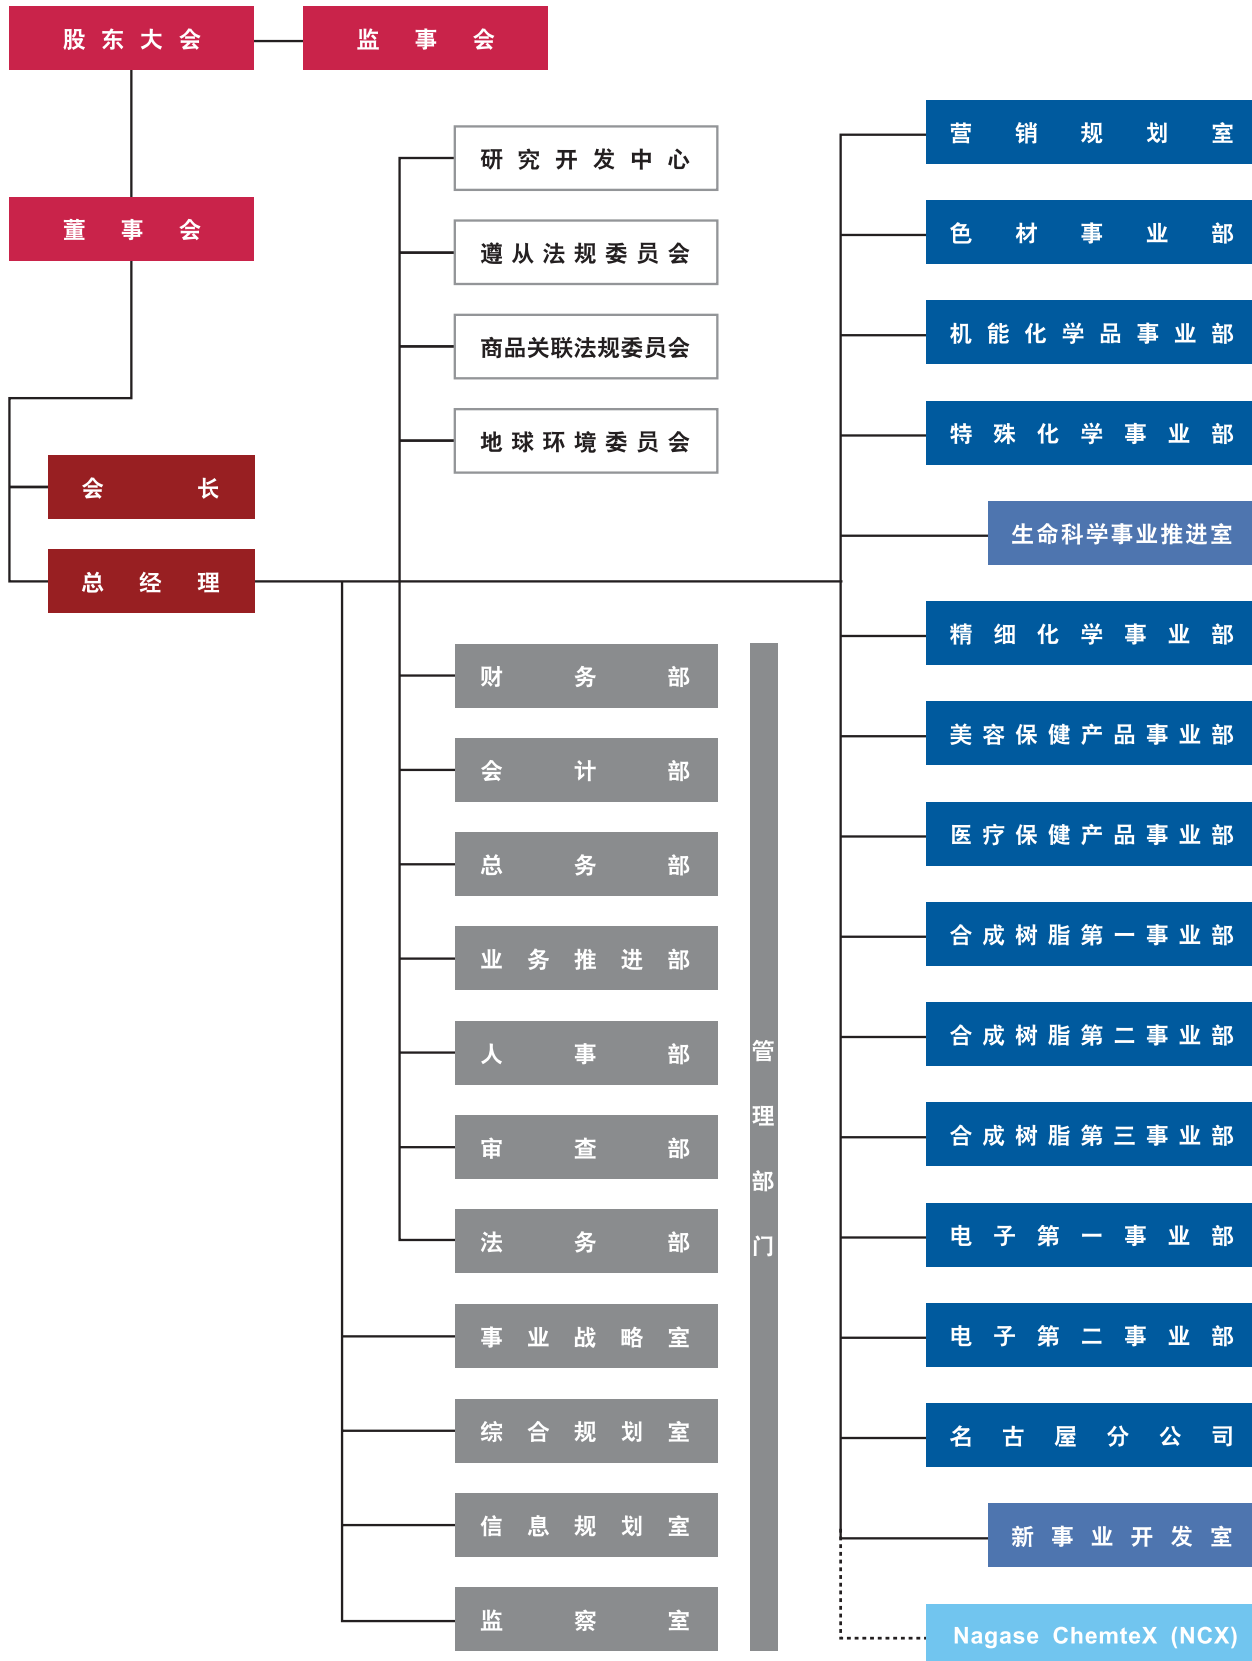 股东大会
监事会
董事会
会长
总经理
研究开发中心
遵从法规委员会
商品关联法规委员会
地球环境委员会
财务部
会计部
总务部
业务推进部
人事部
审查部
法务部
事业战略室
综合规划室
信息规划室
监察室
管理部门
营销规划室
色材事业部
机能化学品事业部
特殊化学事业部
生命科学事业推进室
精细化学事业部
美容保健产品事业部
医疗保健产品事业部
合成树脂第一事业部
合成树脂第二事业部
合成树脂第三事业部
电子第一事业部
电子第二事业部
名古屋分公司
新事业开发室
Nagase ChemteX (NCX)